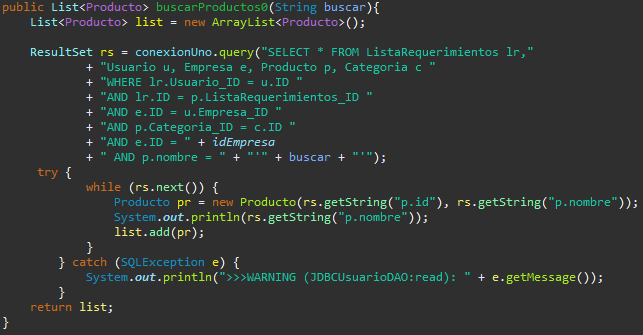 public List<Producto> buscarProductos0(String buscar){
List<Producto> list = new ArrayList<Producto>();
ResultSet rs = conexionUno.query("SELECT * FROM ListaRequerimientos lr,"
+ "Usuario u, Empresa e, Producto p, Categoria c "
+ "WHERE lr.Usuario_ID = u.ID "
+ "AND lr.ID = p.ListaRequerimientos_ID "
+ "AND e.ID = u.Empresa_ID "
+ "AND p.Categoria_ID = c.ID "
+ "AND e.ID = " + idEmpresa
+ " AND p.nombre = " + "'" + buscar + "'");
try {
while (rs.next()) {
Producto pr = new Producto(rs.getString("p.id"), rs.getString("p.nombre"));
System.out.println(rs.getString("p.nombre"));
list.add(pr);
}
} catch (SQLException e) {
System.out.println(">>>WARNING (JDBCUsuarioDAO:read): " + e.getMessage());
}
return list;
}